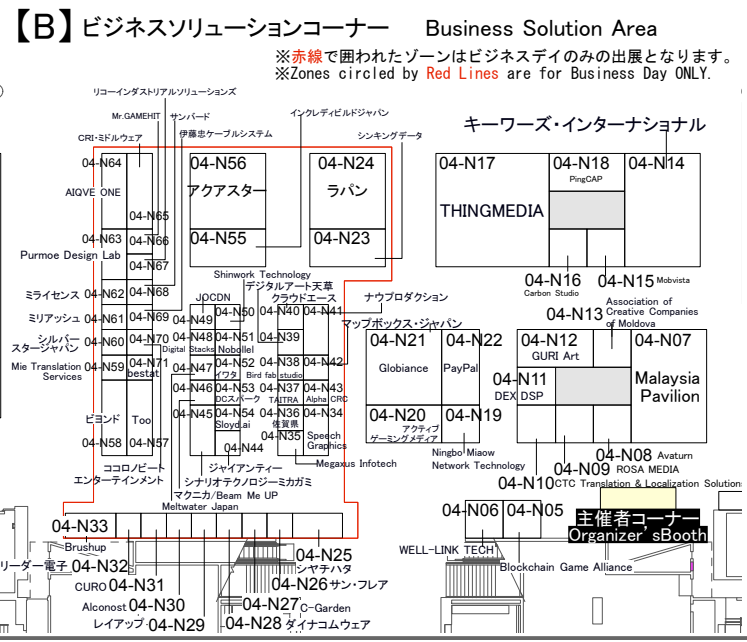 【B】ビジネスソリューションコーナー Business Solution Area
※赤線で囲われたゾーンはビジネスデイのみの出展となります。
※Zones circled by Red Lines are for Business Day ONLY.
リコーインダストリアルソリューションズ
Mr.GAMEHIT サンバード
インクレディビルドジャパン
CRI・ミドルウェア
伊藤忠ケーブルシステム
シンキングデータ
キーワーズ・インターナショナル
04-N64
04-N56
アクアスター
04-N24
ラパン
04-N17
THINGMEDIA
04-N18
PingCAP
04-N14
AIQVE ONE
04-N65
04-N63
04-N66
04-N55
04-N23
Purmoe Design Lab
04-N67
Shinwork Technology
04-N16
Carbon Studio
04-N15 Mobvista
デジタルアート天草
ミライセンス 04-N62
04-N68
JOCDN
クラウドエース
ナウプロダクション
04-N13
Association of
Creative Companies
of Moldova
ミリアッシュ 04-N61
04-N69
04-N49
04-N50
04-N40
04-N41
マップボックス・ジャパン
シルバー
スタージャパン
04-N60
04-N70
Digital Stacks
04-N48
04-N51
Nobollel
04-N39
04-N21
Globiance
04-N22
PayPal
04-N12
GURI Art
04-N07
Malaysia
Pavilion
Mie Translation
Services
04-N59
04-N71
bestat
04-N47
04-N52
イワタ
04-N38
Bird fab studio
04-N42
04-N11
DEX DSP
04-N46
04-N53
DCスパーク
04-N37
TAITRA
04-N43
Alpha CRC
04-N45
04-N54
Sloyd.ai
04-N36
佐賀県
04-N34
04-N20
アクティブ
ゲーミングメディア
04-N19
ビヨンド
04-N58
Too
04-N57
04-N44
04-N35
Speech
Graphics
Ningbo Miaow
Network Technology
04-N08 Avaturn
ココロノビート
エンターテインメント
ジャイアンティー
Megaxus Infotech
04-N09 ROSA MEDIA
シナリオテクノロジーミカガミ
04-N10 CTC Translation & Localization Solution
マクニカ/Beam Me UP
Meltwater Japan
04-N06
04-N05
主催者コーナー
Organizer'sBooth
04-N33
Brushup
04-N25
シヤチハタ
WELL-LINK TECH
リーダー電子 04-N32
04-N26 サン・フレア
Blockchain Game Alliance
CURO 04-N31
04-N27 C-Garden
Alconost 04-N30
04-N28 ダイナコムウェア
レイアップ 04-N29